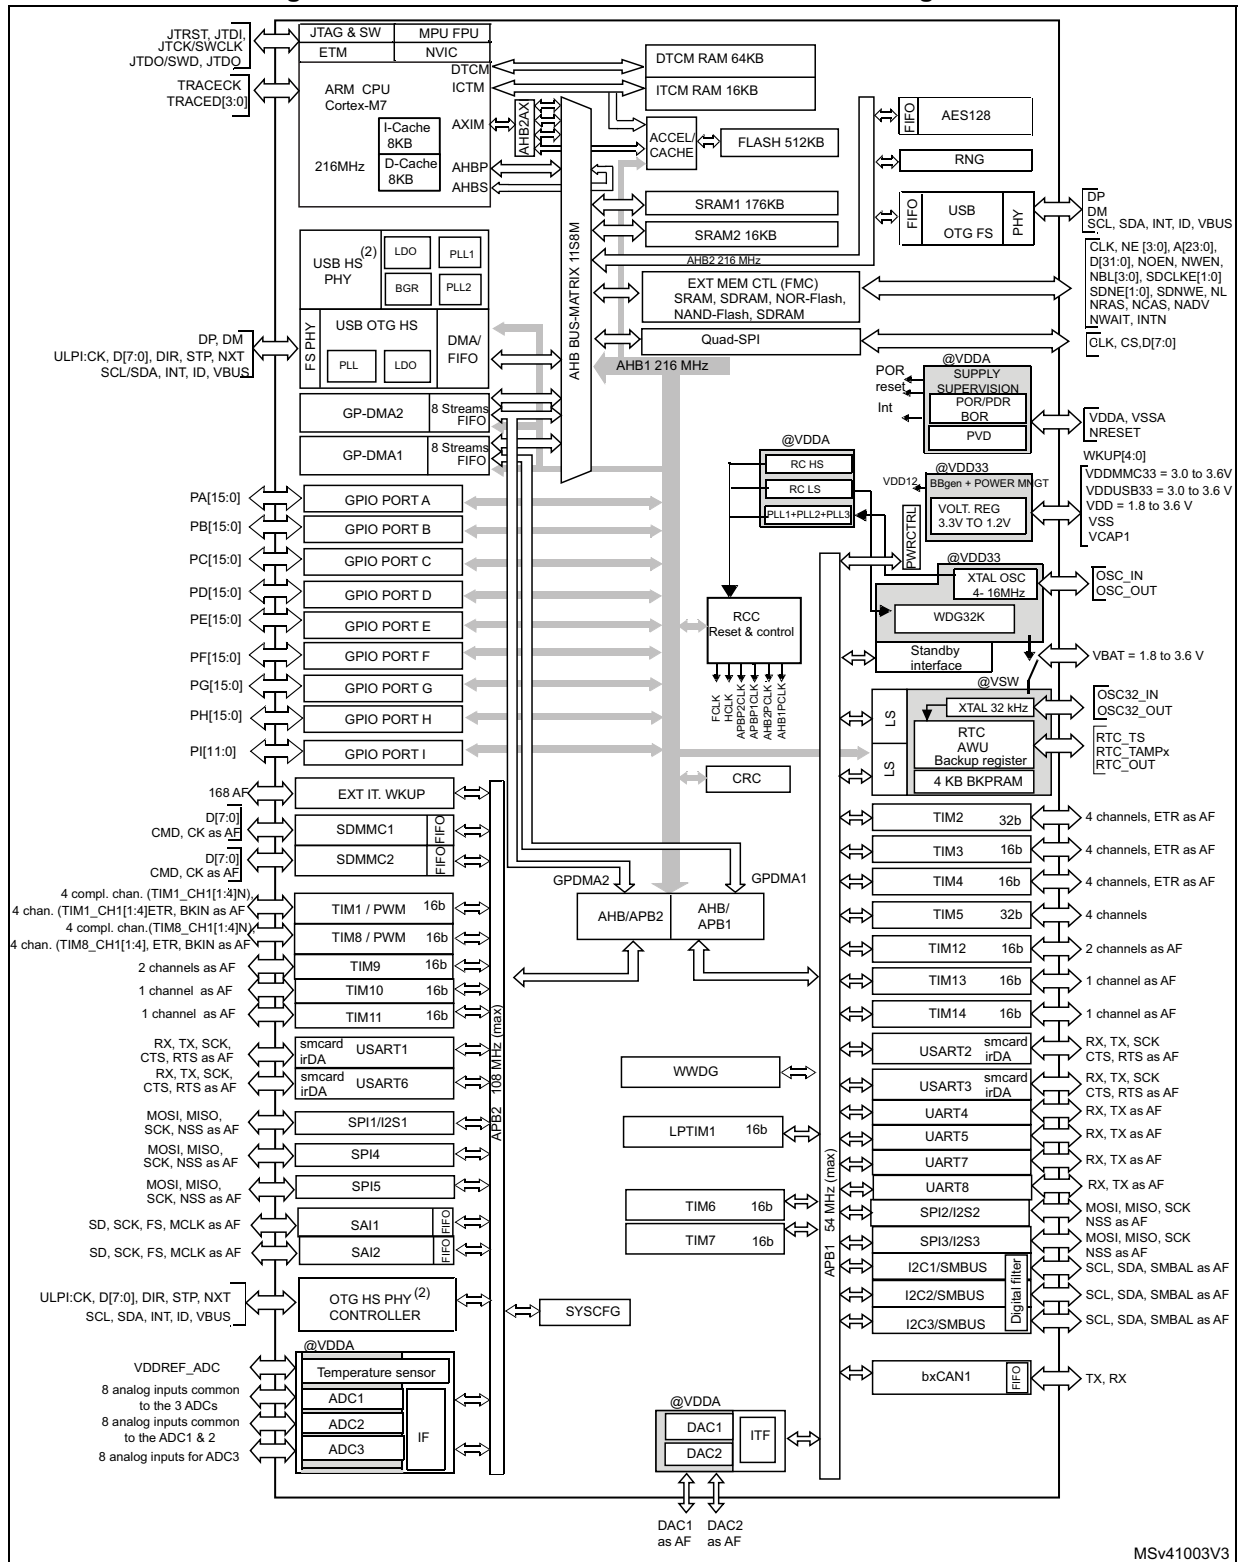 JTRST, JTDI,
JTCK/SWCLK
JTDO/SWD, JTDO
TRACECK
TRACED[3:0]
JTAG & SW
MPU FPU
ETM
NVIC
ARM CPU
Cortex-M7
216MHz
I-Cache
8KB
D-Cache
8KB
DTCM
ICTM
AXIM
AHBP
AHBS
AHB2AX
AHB BUS-MATRIX 11S8M
DTCM RAM 64KB
ITCM RAM 16KB
ACCEL/
CACHE
FLASH 512KB
SRAM1 176KB
SRAM2 16KB
AHB2 216 MHz
EXT MEM CTL (FMC)
SRAM, SDRAM, NOR-Flash,
NAND-Flash, SDRAM
Quad-SPI
AHB1 216 MHz
FIFO
AES128
RNG
FIFO
USB
OTG FS
PHY
DP
DM
SCL, SDA, INT, ID, VBUS
CLK, NE [3:0], A[23:0],
D[31:0], NOEN, NWEN,
NBL[3:0], SDCLKE[1:0]
SDNE[1:0], SDNWE, NL
NRAS, NCAS, NADV
NWAIT, INTN
CLK, CS,D[7:0]
USB HS (2)
PHY
LDO
PLL1
BGR
PLL2
DP, DM
ULPI:CK, D[7:0], DIR, STP, NXT
SCL/SDA, INT, ID, VBUS
FS PHY
USB OTG HS
PLL
LDO
DMA/
FIFO
GP-DMA2
8 Streams
FIFO
GP-DMA1
8 Streams
FIFO
@VDDA
SUPPLY
SUPERVISION
POR/PDR
BOR
PVD
POR
reset
Int
VDDA, VSSA
NRESET
WKUP[4:0]
@VDD33
VDD12
BBgen + POWER MNGT
VOLT. REG
3.3V TO 1.2V
VDDMMC33 = 3.0 to 3.6V
VDDUSB33 = 3.0 to 3.6 V
VDD = 1.8 to 3.6 V
VSS
VCAP1
@VDDA
RC HS
RC LS
PLL1+PLL2+PLL3
PWRCTRL
@VDD33
XTAL OSC
4- 16MHz
WDG32K
OSC_IN
OSC_OUT
Standby
interface
VBAT = 1.8 to 3.6 V
@VSW
LS
LS
XTAL 32 kHz
RTC
AWU
Backup register
4 KB BKPRAM
OSC32_IN
OSC32_OUT
RTC_TS
RTC_TAMPx
RTC_OUT
RCC
Reset & control
FCLK
HCLK
APBP2CLK
APBP1CLK
AHB2PCLK
AHB1PCLK
CRC
PA[15:0]
GPIO PORT A
PB[15:0]
GPIO PORT B
PC[15:0]
GPIO PORT C
PD[15:0]
GPIO PORT D
PE[15:0]
GPIO PORT E
PF[15:0]
GPIO PORT F
PG[15:0]
GPIO PORT G
PH[15:0]
GPIO PORT H
PI[11:0]
GPIO PORT I
168 AF
EXT IT. WKUP
D[7:0]
CMD, CK as AF
SDMMC1
FIFO
D[7:0]
CMD, CK as AF
SDMMC2
FIFO
4 compl. chan. (TIM1_CH1[1:4]N),
4 chan. (TIM1_CH1[1:4]ETR, BKIN as AF
TIM1 / PWM 16b
4 compl. chan.(TIM8_CH1[1:4]N),
4 chan. (TIM8_CH1[1:4], ETR, BKIN as AF
TIM8 / PWM 16b
2 channels as AF
TIM9 16b
1 channel as AF
TIM10 16b
1 channel as AF
TIM11 16b
RX, TX, SCK,
CTS, RTS as AF
smcard
irDA
USART1
RX, TX, SCK,
CTS, RTS as AF
smcard
irDA
USART6
MOSI, MISO,
SCK, NSS as AF
SPI1/I2S1
MOSI, MISO,
SCK, NSS as AF
SPI4
MOSI, MISO,
SCK, NSS as AF
SPI5
SD, SCK, FS, MCLK as AF
SAI1
FIFO
SD, SCK, FS, MCLK as AF
SAI2
FIFO
ULPI:CK, D[7:0], DIR, STP, NXT
SCL, SDA, INT, ID, VBUS
OTG HS PHY (2)
CONTROLLER
@VDDA
VDDREF_ADC
Temperature sensor
8 analog inputs common
to the 3 ADCs
ADC1
8 analog inputs common
to the ADC1 & 2
ADC2
8 analog inputs for ADC3
ADC3
IF
APB2 108 MHz (max)
GPDMA2
GPDMA1
AHB/APB2
AHB/
APB1
SYSCFG
WWDG
LPTIM1 16b
TIM6 16b
TIM7 16b
@VDDA
DAC1
DAC2
ITF
DAC1
as AF
DAC2
as AF
APB1 54 MHz (max)
TIM2 32b
4 channels, ETR as AF
TIM3 16b
4 channels, ETR as AF
TIM4 16b
4 channels, ETR as AF
TIM5 32b
4 channels
TIM12 16b
2 channels as AF
TIM13 16b
1 channel as AF
TIM14 16b
1 channel as AF
USART2
smcard
irDA
RX, TX, SCK
CTS, RTS as AF
USART3
smcard
irDA
RX, TX, SCK
CTS, RTS as AF
UART4
RX, TX as AF
UART5
RX, TX as AF
UART7
RX, TX as AF
UART8
RX, TX as AF
SPI2/I2S2
MOSI, MISO, SCK
NSS as AF
SPI3/I2S3
MOSI, MISO, SCK
NSS as AF
I2C1/SMBUS
SCL, SDA, SMBAL as AF
I2C2/SMBUS
SCL, SDA, SMBAL as AF
I2C3/SMBUS
SCL, SDA, SMBAL as AF
Digital filter
bxCAN1
FIFO
TX, RX
MSv41003V3